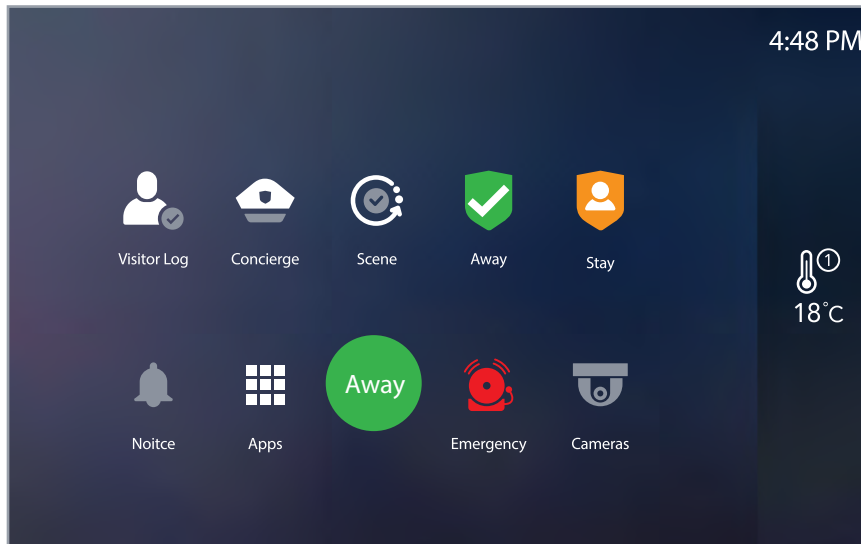 4:48 PM
Visitor Log
Concierge
Scene
Away
Stay
1
18°C
Away
Noitce
Apps
Emergency
Cameras